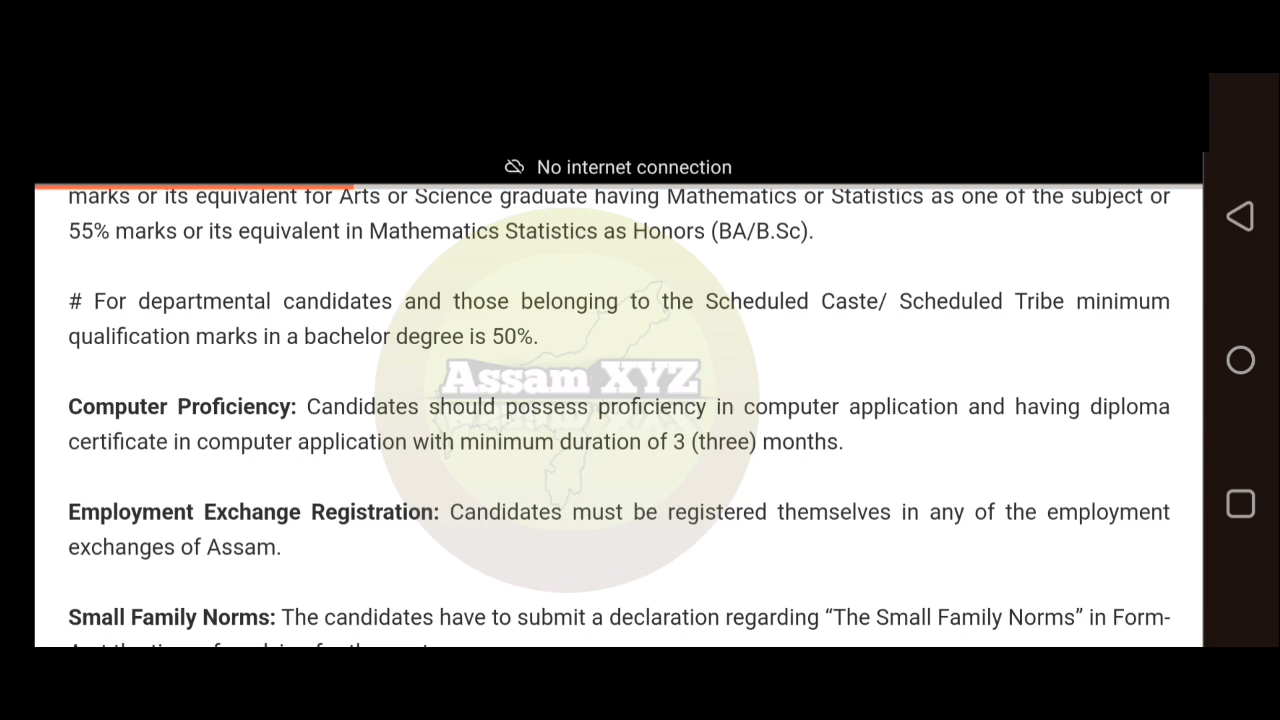 No internet connection
marks or its equivalent for Arts or Science graduate having Mathematics or Statistics as one of the subject or
55% marks or its equivalent in Mathematics Statistics as Honors (BA/B.Sc).
# For departmental candidates and those belonging to the Scheduled Caste/ Scheduled Tribe minimum
qualification marks in a bachelor degree is 50%.
Assam XYZ
Computer Proficiency: Candidates should possess proficiency in computer application and having diploma
certificate in computer application with minimum duration of 3 (three) months.
Employment Exchange Registration: Candidates must be registered themselves in any of the employment
exchanges of Assam.
Small Family Norms: The candidates have to submit a declaration regarding “The Small Family Norms” in Form-